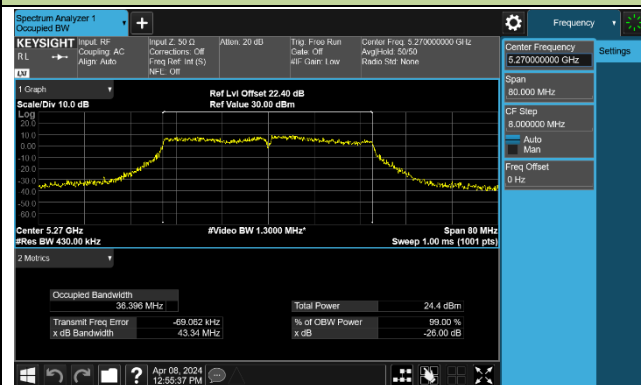 Spectrum Analyzer 1
Occupied BW
+
Frequency
KEYSIGHT
RL
LXI
Input: RF
Coupling: AC
Align: Auto
Input Z: 50 Ω
Corrections: Off
Freq Ref: Int (S)
NFE: Off
Atten: 20 dB
Trig: Free Run
Gate: Off
#IF Gain: Low
Center Freq: 5.270000000 GHz
Avg|Hold: 50/50
Radio Std: None
Center Frequency
5.270000000 GHz
Settings
Span
80.000 MHz
CF Step
8.000000 MHz
Auto
Man
Freq Offset
0 Hz
1 Graph
Scale/Div 10.0 dB
Ref Lvl Offset 22.40 dB
Ref Value 30.00 dBm
Log
20.0
10.0
0.00
-10.0
-20.0
-30.0
-40.0
-50.0
-60.0
Center 5.27 GHz
#Video BW 1.3000 MHz*
Span 80 MHz
#Res BW 430.00 kHz
Sweep 1.00 ms (1001 pts)
2 Metrics
Occupied Bandwidth
36.396 MHz
Total Power 24.4 dBm
Transmit Freq Error -69.062 kHz
% of OBW Power 99.00 %
x dB Bandwidth 43.34 MHz
x dB -26.00 dB
?
Apr 08, 2024
12:55:37 PM